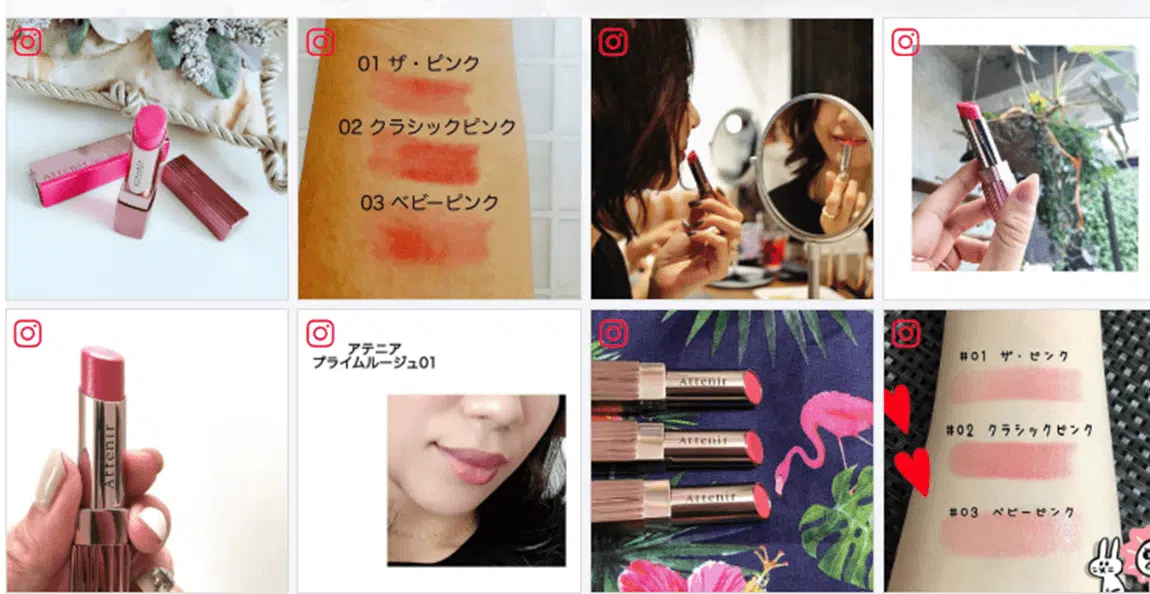 Attenir
Attenir
01 ザ・ピンク
02 クラシックピンク
03 ベビーピンク
Attenir
アテニア
プライムルージュ01
Attenir
Attenir
Attenir
#01 ザ・ピンク
#02 クラシックピンク
#03 ベビーピンク